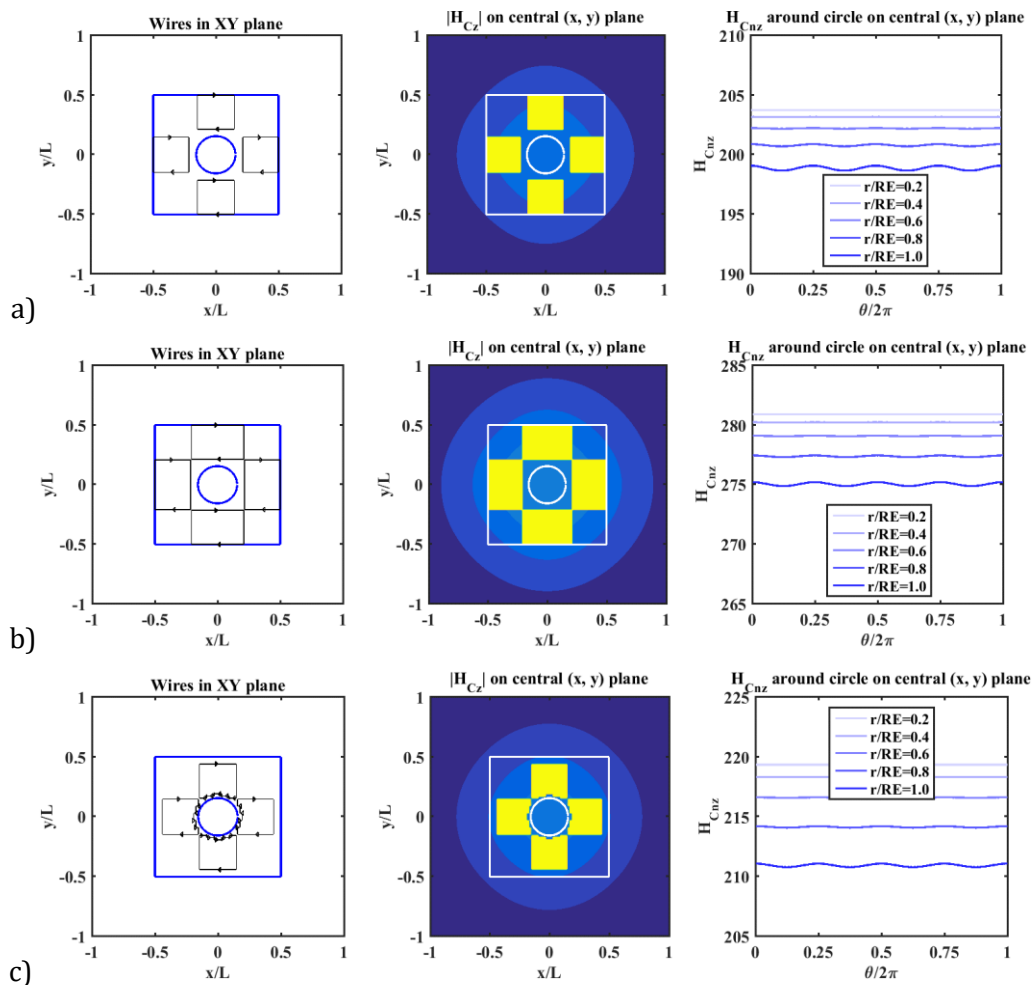 Wires in XY plane
1
0.5
0
-0.5
-1
y/L
-1 -0.5 0 0.5 1
x/L
|H_Cz| on central (x, y) plane
1
0.5
0
-0.5
-1
y/L
-1 -0.5 0 0.5 1
x/L
H_Cnz around circle on central (x, y) plane
210
205
200
195
190
H_Cnz
r/RE=0.2
r/RE=0.4
r/RE=0.6
r/RE=0.8
r/RE=1.0
0 0.25 0.5 0.75 1
θ/2π
a)
Wires in XY plane
1
0.5
0
-0.5
-1
y/L
-1 -0.5 0 0.5 1
x/L
|H_Cz| on central (x, y) plane
1
0.5
0
-0.5
-1
y/L
-1 -0.5 0 0.5 1
x/L
H_Cnz around circle on central (x, y) plane
285
280
275
270
265
H_Cnz
r/RE=0.2
r/RE=0.4
r/RE=0.6
r/RE=0.8
r/RE=1.0
0 0.25 0.5 0.75 1
θ/2π
b)
Wires in XY plane
1
0.5
0
-0.5
-1
y/L
-1 -0.5 0 0.5 1
x/L
|H_Cz| on central (x, y) plane
1
0.5
0
-0.5
-1
y/L
-1 -0.5 0 0.5 1
x/L
H_Cnz around circle on central (x, y) plane
225
220
215
210
205
H_Cnz
r/RE=0.2
r/RE=0.4
r/RE=0.6
r/RE=0.8
r/RE=1.0
0 0.25 0.5 0.75 1
θ/2π
c)